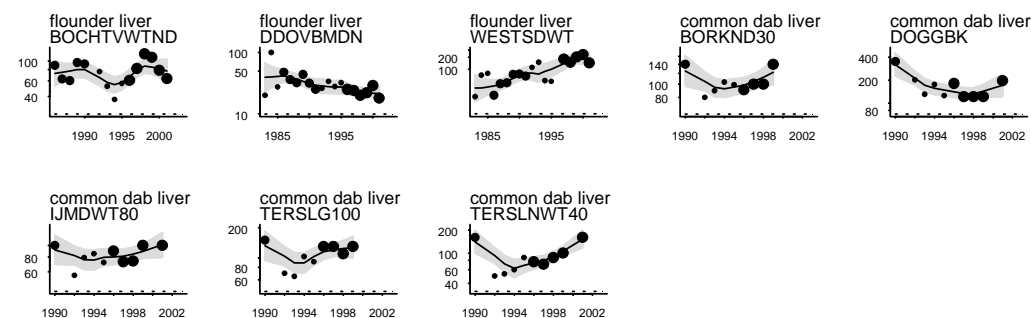 flounder liver
BOCHTVWTND
100
60
40
1990 1995 2000
flounder liver
DDOVBMDN
100
50
10
1985 1995
flounder liver
WESTSDWT
200
100
1985 1995
common dab liver
BORKND30
140
100
80
1990 1994 1998 2002
common dab liver
DOGGBK
400
200
80
1990 1994 1998 2002
common dab liver
IJMDWT80
80
60
1990 1994 1998 2002
common dab liver
TERSLG100
200
80
60
1990 1994 1998 2002
common dab liver
TERSLNWT40
200
100
60
40
1990 1994 1998 2002